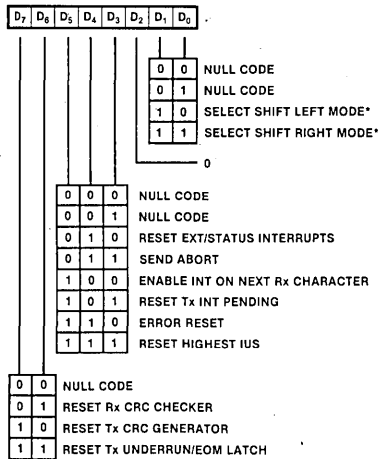 D7 D6 D5 D4 D3 D2 D1 D0
0 0 NULL CODE
0 1 NULL CODE
1 0 SELECT SHIFT LEFT MODE*
1 1 SELECT SHIFT RIGHT MODE*
0
0 0 0 NULL CODE
0 0 1 NULL CODE
0 1 0 RESET EXT/STATUS INTERRUPTS
0 1 1 SEND ABORT
1 0 0 ENABLE INT ON NEXT Rx CHARACTER
1 0 1 RESET Tx INT PENDING
1 1 0 ERROR RESET
1 1 1 RESET HIGHEST IUS
0 0 NULL CODE
0 1 RESET Rx CRC CHECKER
1 0 RESET Tx CRC GENERATOR
1 1 RESET Tx UNDERRUN/EOM LATCH